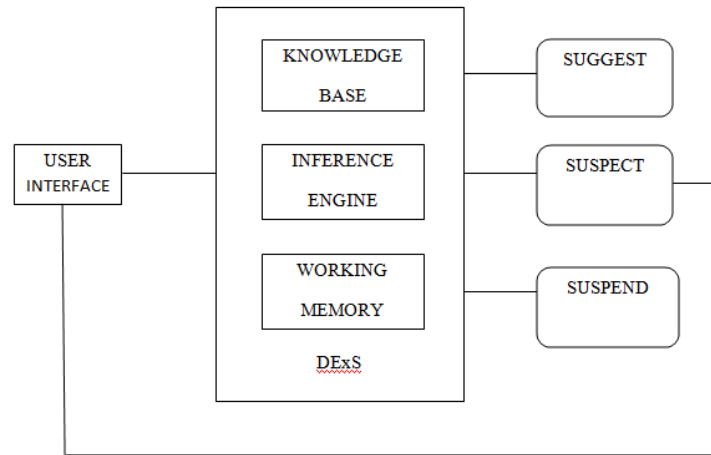 KNOWLEDGE
BASE
SUGGEST
USER
INTERFACE
INFERENCE
ENGINE
SUSPECT
WORKING
MEMORY
SUSPEND
DExS